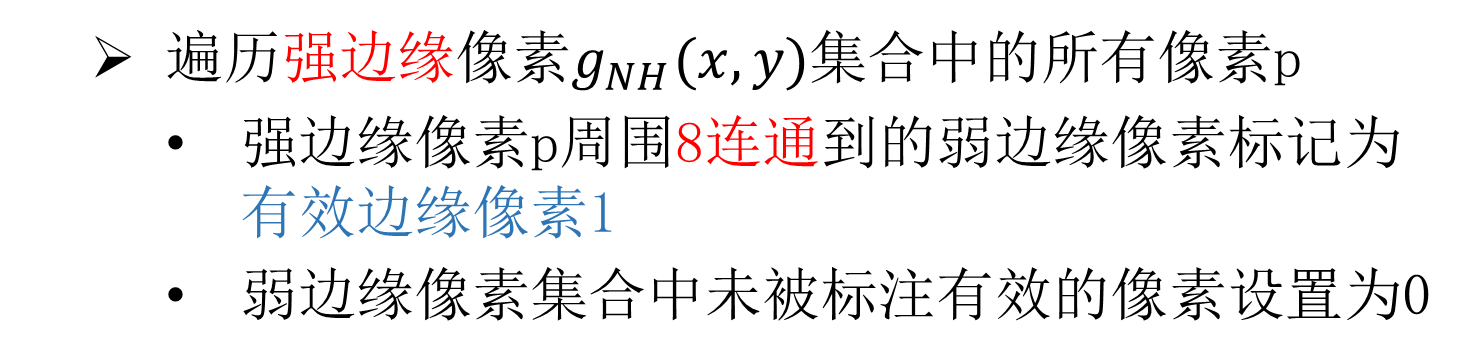 ➢ 遍历强边缘像素𝑔𝑁𝐻(𝑥, 𝑦)集合中的所有像素p
• 强边缘像素p周围8连通到的弱边缘像素标记为
有效边缘像素1
• 弱边缘像素集合中未被标注有效的像素设置为0